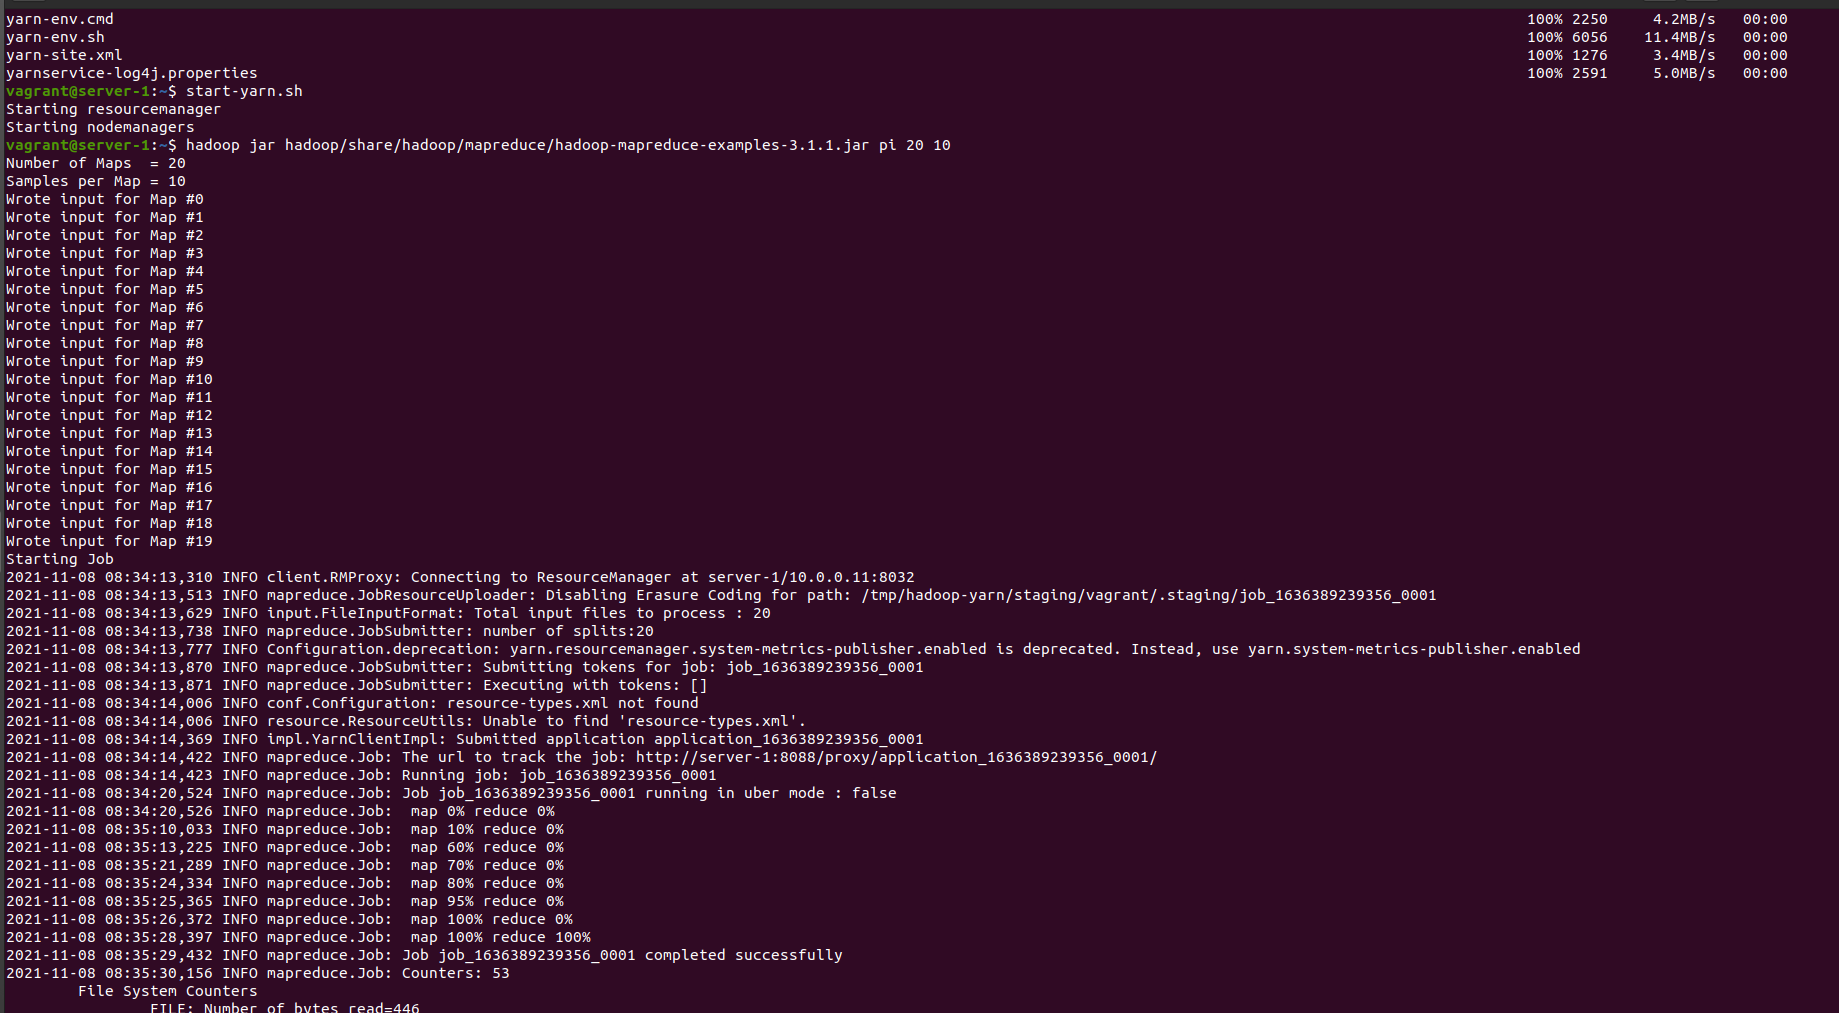 yarn-env.cmd 100% 2250 4.2MB/s 00:00
yarn-env.sh 100% 6056 11.4MB/s 00:00
yarn-site.xml 100% 1276 3.4MB/s 00:00
yarnservice-log4j.properties 100% 2591 5.0MB/s 00:00
vagrant@server-1:~$ start-yarn.sh
Starting resourcemanager
Starting nodemanagers
vagrant@server-1:~$ hadoop jar hadoop/share/hadoop/mapreduce/hadoop-mapreduce-examples-3.1.1.jar pi 20 10
Number of Maps  = 20
Samples per Map = 10
Wrote input for Map #0
Wrote input for Map #1
Wrote input for Map #2
Wrote input for Map #3
Wrote input for Map #4
Wrote input for Map #5
Wrote input for Map #6
Wrote input for Map #7
Wrote input for Map #8
Wrote input for Map #9
Wrote input for Map #10
Wrote input for Map #11
Wrote input for Map #12
Wrote input for Map #13
Wrote input for Map #14
Wrote input for Map #15
Wrote input for Map #16
Wrote input for Map #17
Wrote input for Map #18
Wrote input for Map #19
Starting Job
2021-11-08 08:34:13,310 INFO client.RMProxy: Connecting to ResourceManager at server-1/10.0.0.11:8032
2021-11-08 08:34:13,513 INFO mapreduce.JobResourceUploader: Disabling Erasure Coding for path: /tmp/hadoop-yarn/staging/vagrant/.staging/job_1636389239356_0001
2021-11-08 08:34:13,629 INFO input.FileInputFormat: Total input files to process : 20
2021-11-08 08:34:13,738 INFO mapreduce.JobSubmitter: number of splits:20
2021-11-08 08:34:13,777 INFO Configuration.deprecation: yarn.resourcemanager.system-metrics-publisher.enabled is deprecated. Instead, use yarn.system-metrics-publisher.enabled
2021-11-08 08:34:13,870 INFO mapreduce.JobSubmitter: Submitting tokens for job: job_1636389239356_0001
2021-11-08 08:34:13,871 INFO mapreduce.JobSubmitter: Executing with tokens: []
2021-11-08 08:34:14,006 INFO conf.Configuration: resource-types.xml not found
2021-11-08 08:34:14,006 INFO resource.ResourceUtils: Unable to find 'resource-types.xml'.
2021-11-08 08:34:14,369 INFO impl.YarnClientImpl: Submitted application application_1636389239356_0001
2021-11-08 08:34:14,422 INFO mapreduce.Job: The url to track the job: http://server-1:8088/proxy/application_1636389239356_0001/
2021-11-08 08:34:14,423 INFO mapreduce.Job: Running job: job_1636389239356_0001
2021-11-08 08:34:20,524 INFO mapreduce.Job: Job job_1636389239356_0001 running in uber mode : false
2021-11-08 08:34:20,526 INFO mapreduce.Job:  map 0% reduce 0%
2021-11-08 08:35:10,033 INFO mapreduce.Job:  map 10% reduce 0%
2021-11-08 08:35:13,225 INFO mapreduce.Job:  map 60% reduce 0%
2021-11-08 08:35:21,289 INFO mapreduce.Job:  map 70% reduce 0%
2021-11-08 08:35:24,334 INFO mapreduce.Job:  map 80% reduce 0%
2021-11-08 08:35:25,365 INFO mapreduce.Job:  map 95% reduce 0%
2021-11-08 08:35:26,372 INFO mapreduce.Job:  map 100% reduce 0%
2021-11-08 08:35:28,397 INFO mapreduce.Job:  map 100% reduce 100%
2021-11-08 08:35:29,432 INFO mapreduce.Job: Job job_1636389239356_0001 completed successfully
2021-11-08 08:35:30,156 INFO mapreduce.Job: Counters: 53
File System Counters
FILE: Number of bytes read=446